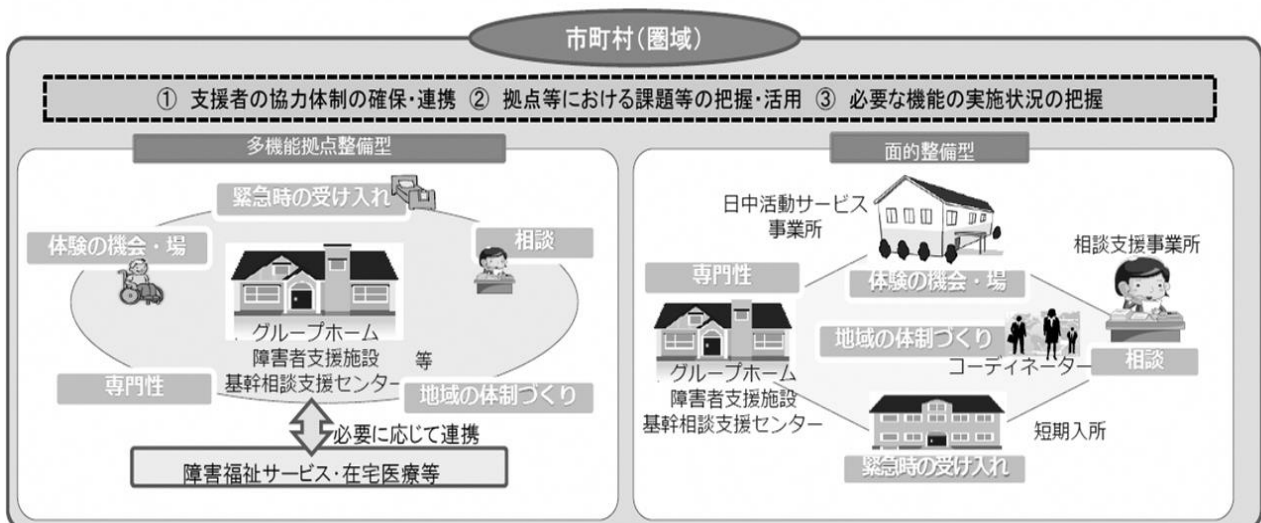 市町村（圏域）
① 支援者の協力体制の確保・連携 ② 拠点等における課題等の把握・活用 ③ 必要な機能の実施状況の把握
多機能拠点整備型
緊急時の受け入れ
体験の機会・場
相談
グループホーム
障害者支援施設 等
基幹相談支援センター
専門性
地域の体制づくり
必要に応じて連携
障害福祉サービス・在宅医療等
面的整備型
日中活動サービス
事業所
体験の機会・場
相談支援事業所
相談
専門性
グループホーム
障害者支援施設
基幹相談支援センター
地域の体制づくり
コーディネーター
短期入所
緊急時の受け入れ